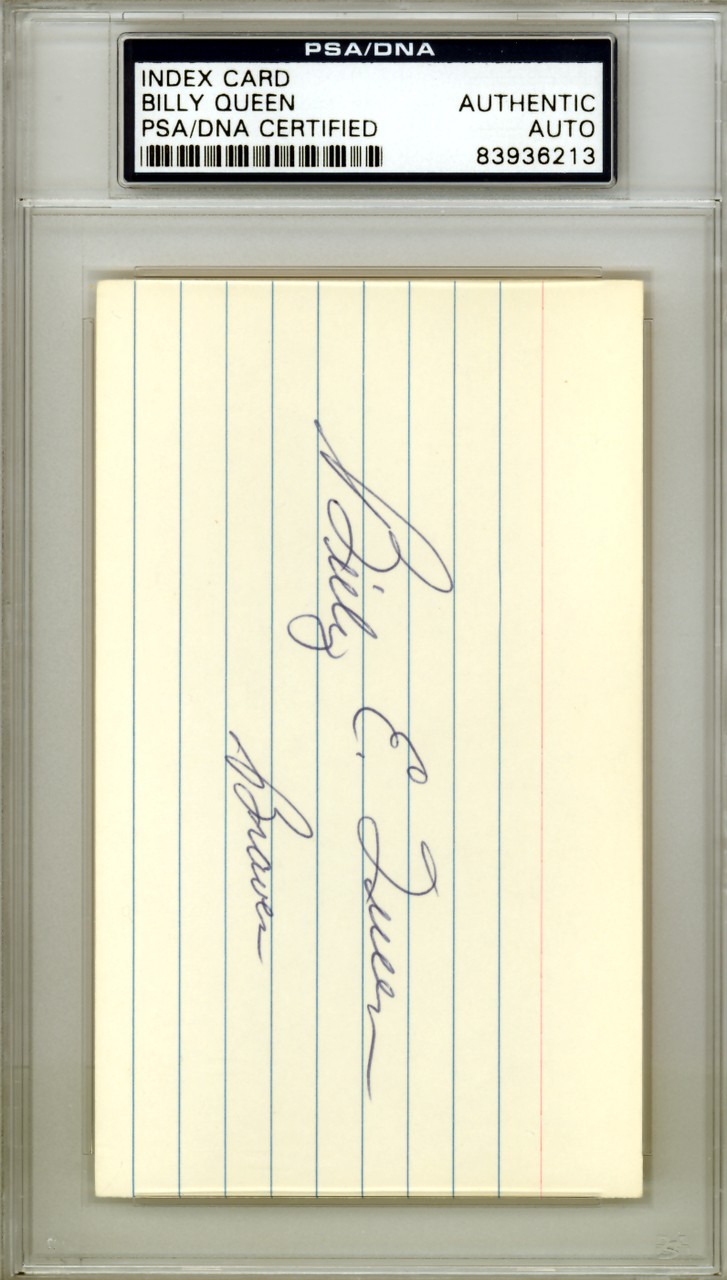 PSA/DNA
INDEX CARD
BILLY QUEEN
AUTHENTIC
PSA/DNA CERTIFIED
AUTO
83936213
Billy E. Queen
Braves